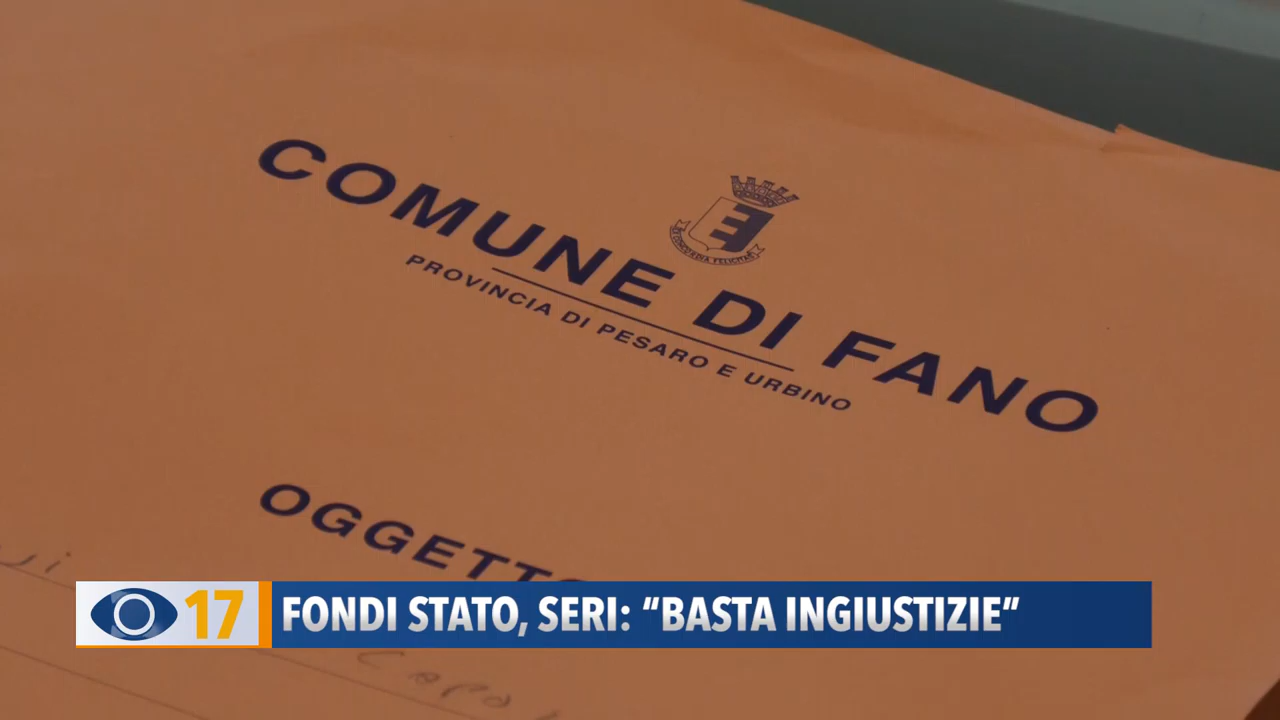 COMUNE DI FANO
PROVINCIA DI PESARO E URBINO
OGGETTO
17
FONDI STATO, SERI: “BASTA INGIUSTIZIE”